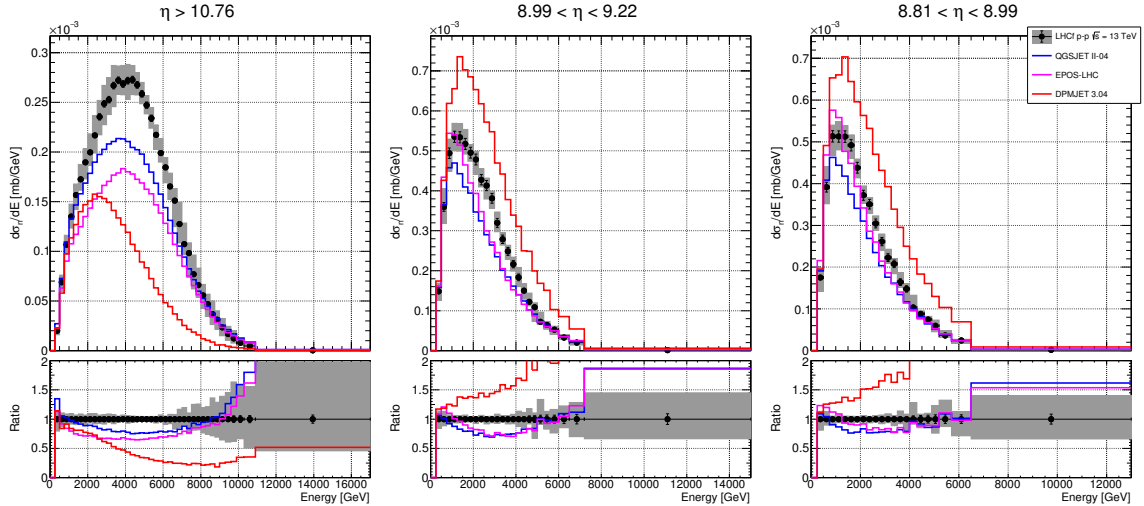 η > 10.76
8.99 < η < 9.22
8.81 < η < 8.99
×10⁻³
×10⁻³
×10⁻³
LHCf p-p √s = 13 TeV
QGSJET II-04
EPOS-LHC
DPMJET 3.04
dσₙ/dE [mb/GeV]
0.3
0.25
0.2
0.15
0.1
0.05
0
dσₙ/dE [mb/GeV]
0.7
0.6
0.5
0.4
0.3
0.2
0.1
0
dσₙ/dE [mb/GeV]
0.7
0.6
0.5
0.4
0.3
0.2
0.1
0
Ratio
2
1.5
1
0.5
0
Ratio
2
1.5
1
0.5
0
Ratio
2
1.5
1
0.5
0
0 2000 4000 6000 8000 10000 12000 14000 16000
Energy [GeV]
0 2000 4000 6000 8000 10000 12000 14000
Energy [GeV]
0 2000 4000 6000 8000 10000 12000
Energy [GeV]